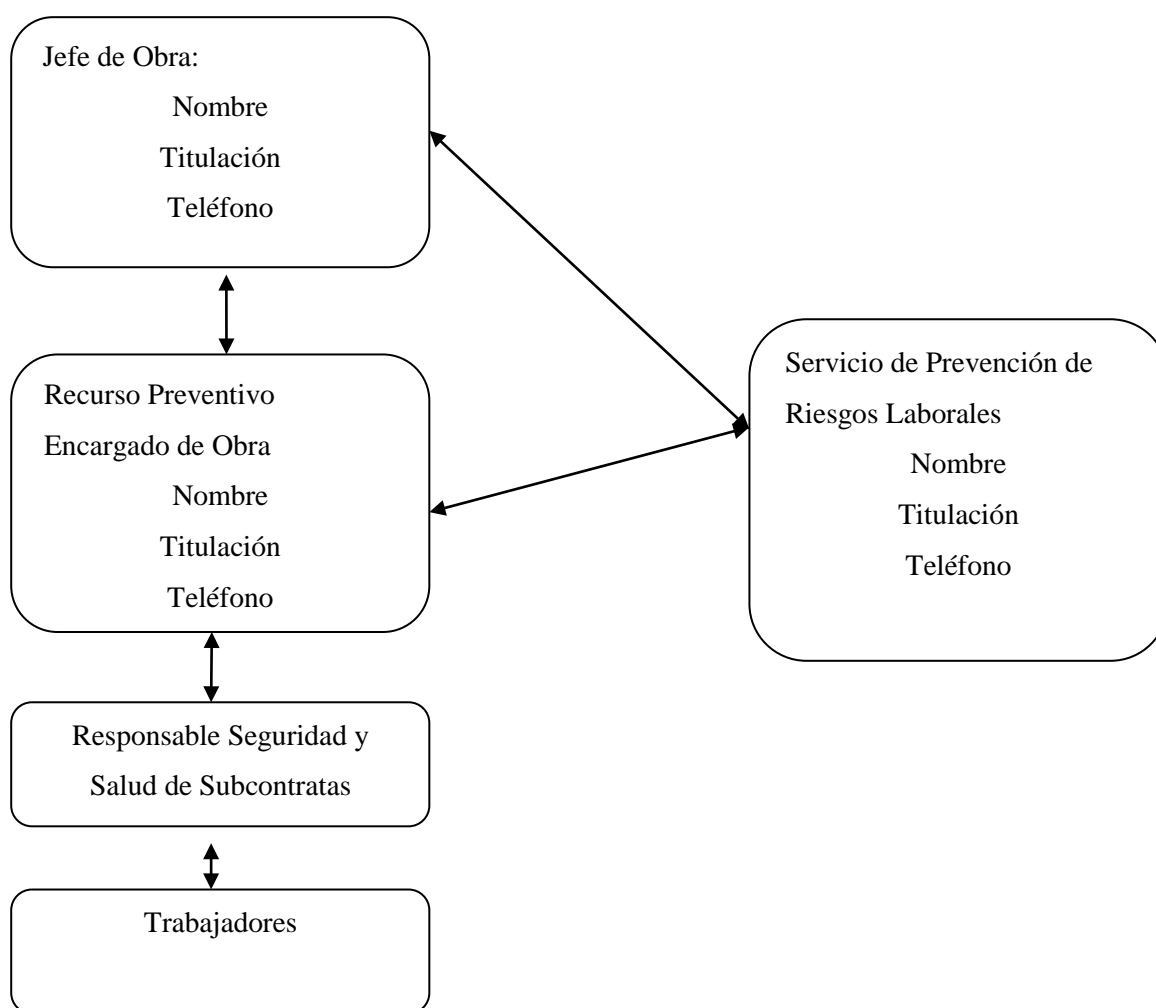 Jefe de Obra:
Nombre
Titulación
Teléfono
Recurso Preventivo
Encargado de Obra
Nombre
Titulación
Teléfono
Servicio de Prevención de
Riesgos Laborales
Nombre
Titulación
Teléfono
Responsable Seguridad y
Salud de Subcontratas
Trabajadores